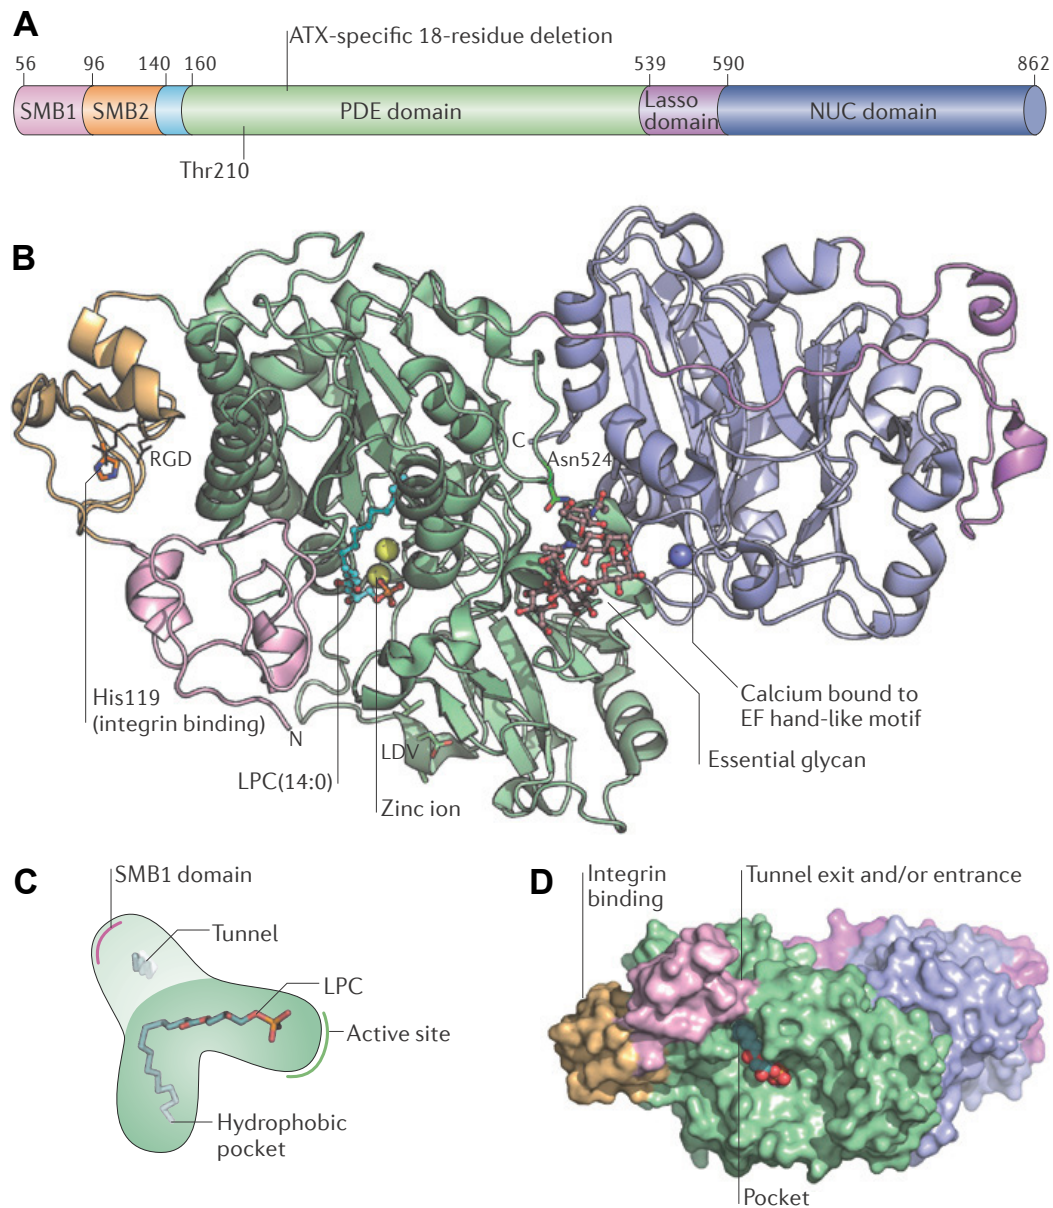 A
ATX-specific 18-residue deletion
56 96 140 160 539 590 862
SMB1 SMB2 PDE domain Lasso domain NUC domain
Thr210
B
RGD
C
Asn524
His119
(integrin binding)
N
LDV
LPC(14:0)
Zinc ion
Calcium bound to
EF hand-like motif
Essential glycan
C
SMB1 domain
Tunnel
LPC
Active site
Hydrophobic
pocket
D
Integrin
binding
Tunnel exit and/or entrance
Pocket